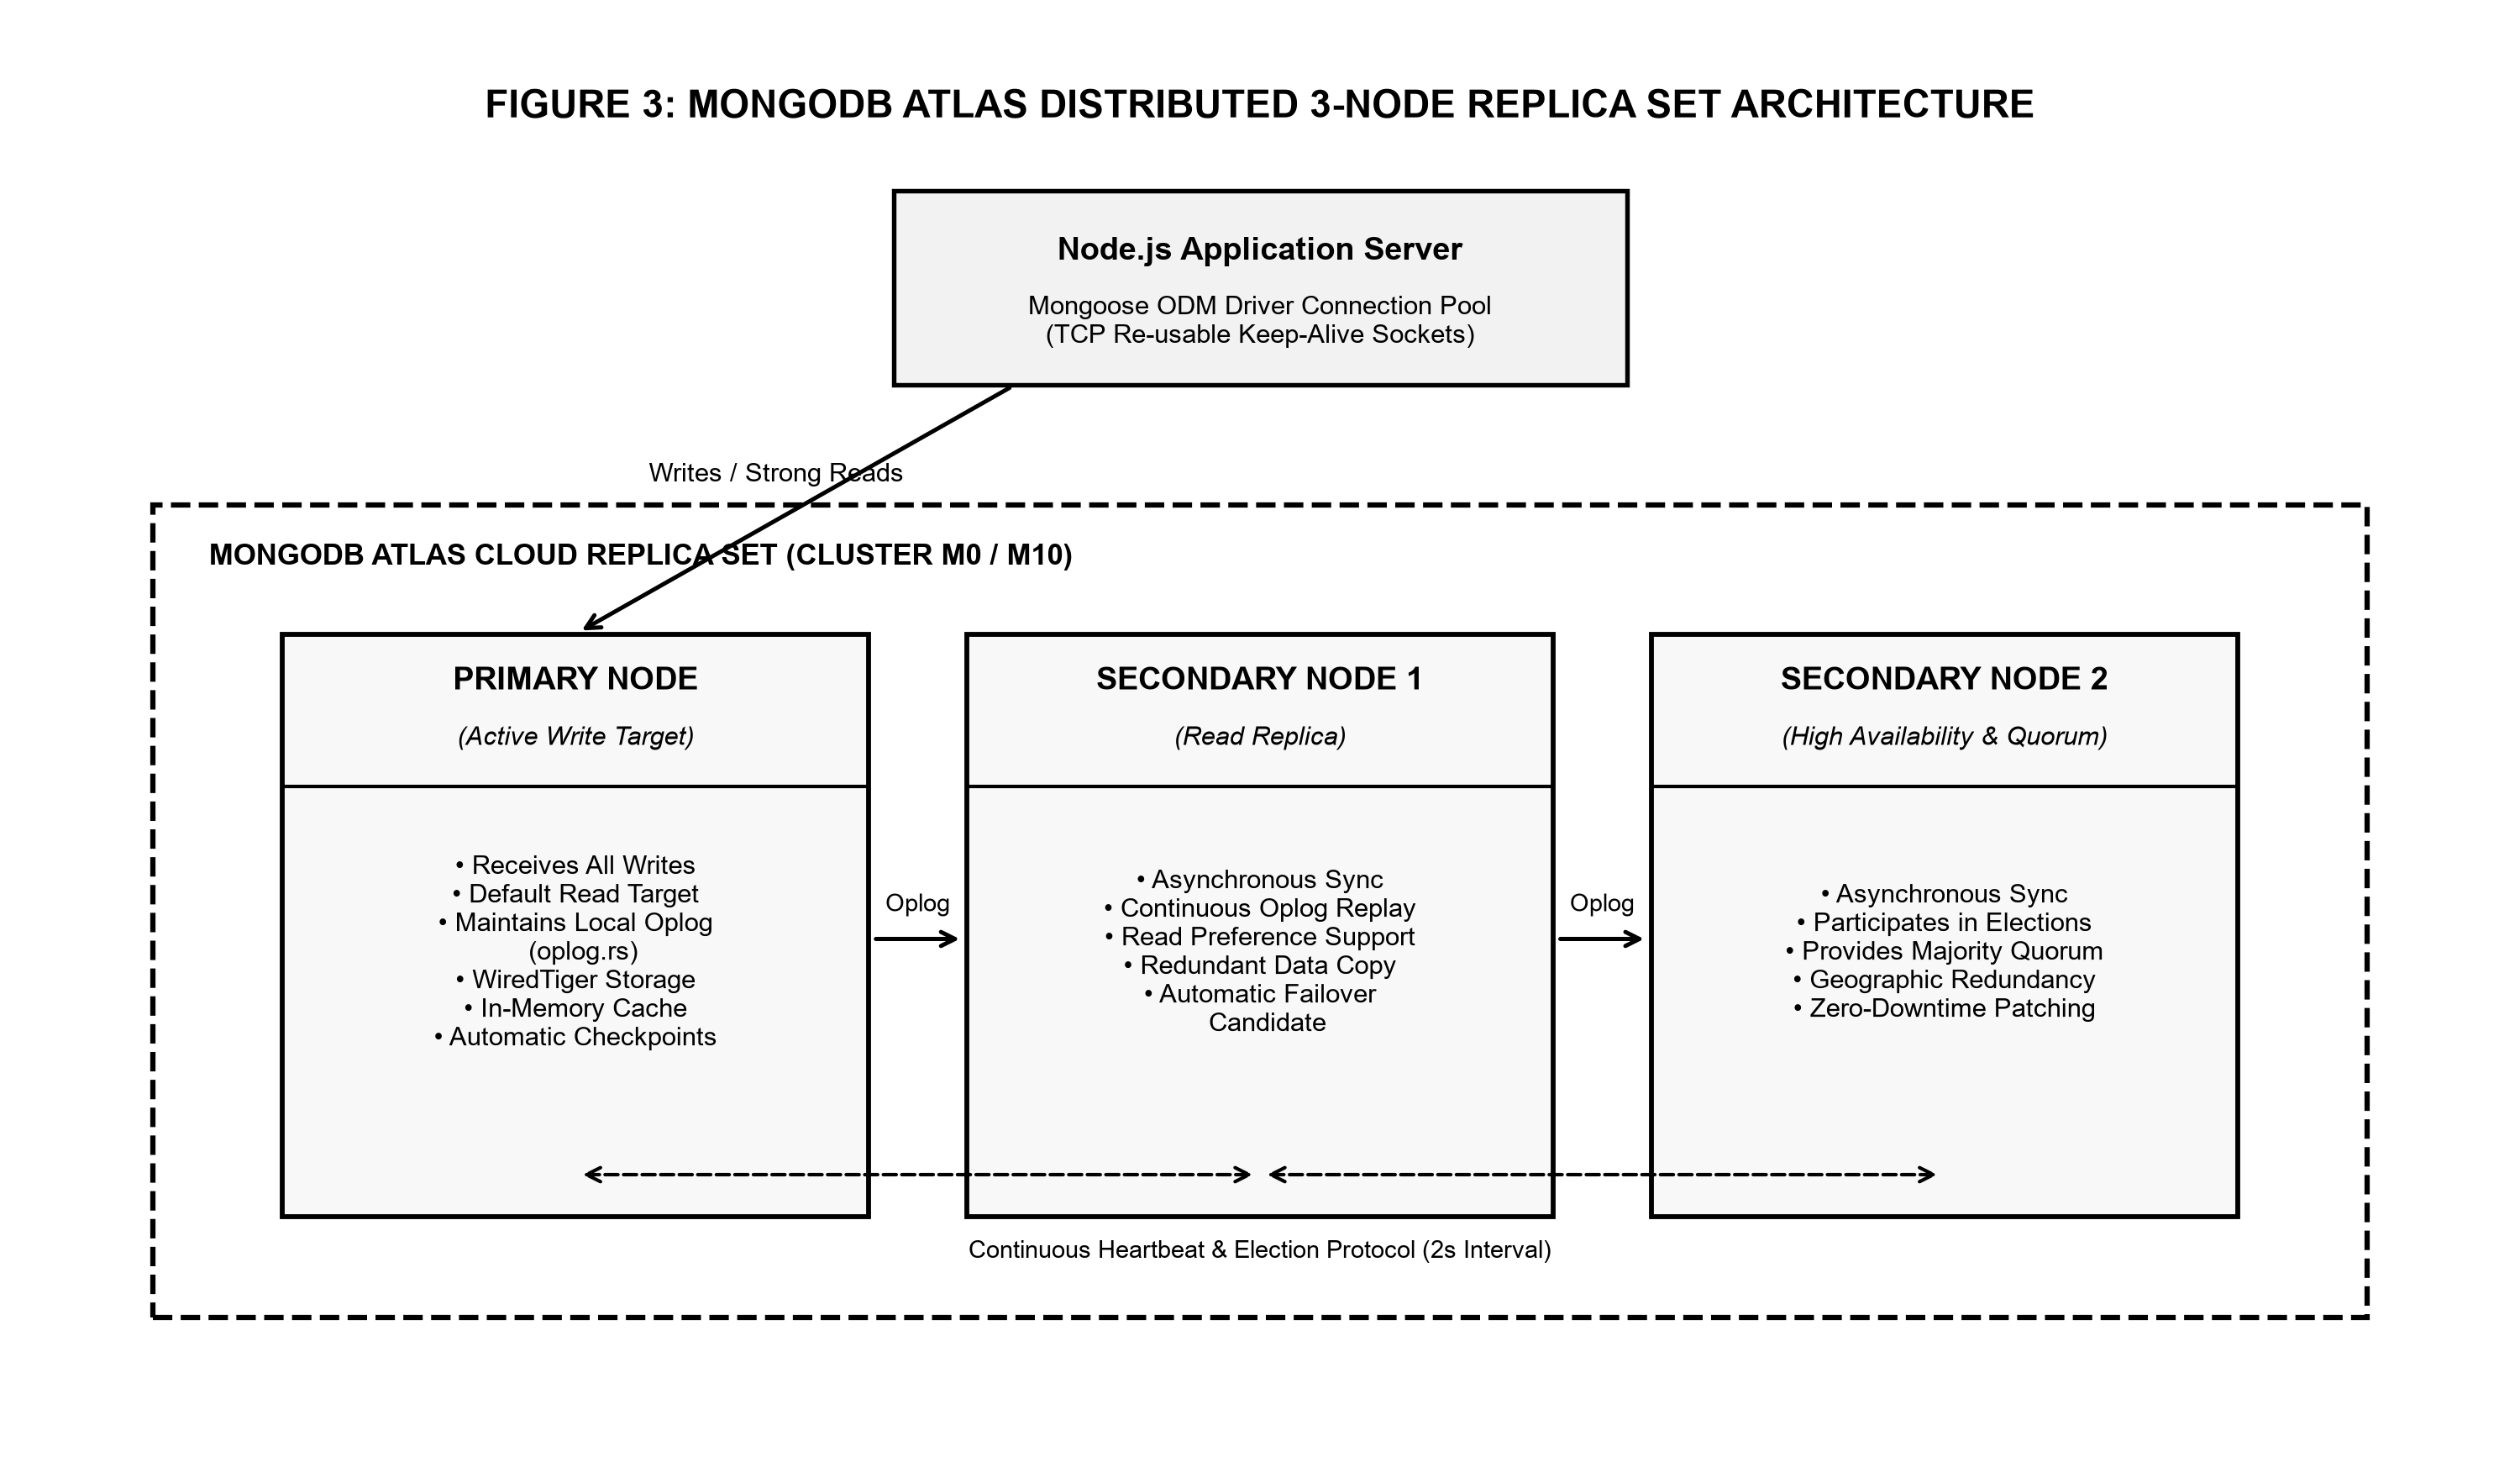 FIGURE 3: MONGODB ATLAS DISTRIBUTED 3-NODE REPLICA SET ARCHITECTURE
Node.js Application Server
Mongoose ODM Driver Connection Pool
(TCP Re-usable Keep-Alive Sockets)
Writes / Strong Reads
MONGODB ATLAS CLOUD REPLICA SET (CLUSTER M0 / M10)
PRIMARY NODE
(Active Write Target)
• Receives All Writes
• Default Read Target
• Maintains Local Oplog
(oplog.rs)
• WiredTiger Storage
• In-Memory Cache
• Automatic Checkpoints
Oplog
SECONDARY NODE 1
(Read Replica)
• Asynchronous Sync
• Continuous Oplog Replay
• Read Preference Support
• Redundant Data Copy
• Automatic Failover
Candidate
Oplog
SECONDARY NODE 2
(High Availability & Quorum)
• Asynchronous Sync
• Participates in Elections
• Provides Majority Quorum
• Geographic Redundancy
• Zero-Downtime Patching
Continuous Heartbeat & Election Protocol (2s Interval)